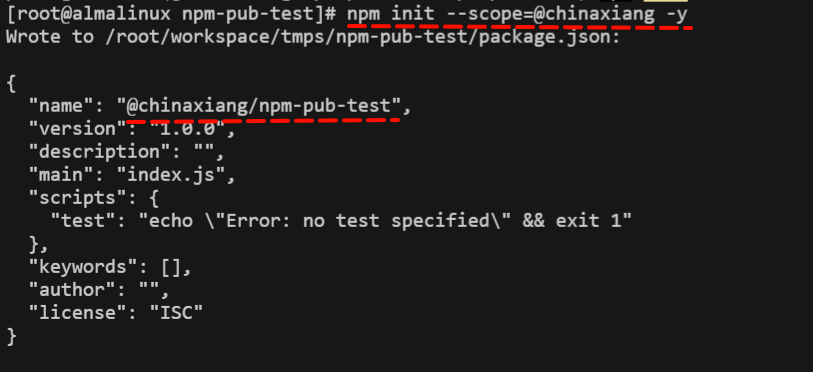 [root@almalinux npm-pub-test]# npm init --scope=@chinaxiang -y
Wrote to /root/workspace/tmps/npm-pub-test/package.json:

{
  "name": "@chinaxiang/npm-pub-test",
  "version": "1.0.0",
  "description": "",
  "main": "index.js",
  "scripts": {
    "test": "echo \"Error: no test specified\" && exit 1"
  },
  "keywords": [],
  "author": "",
  "license": "ISC"
}